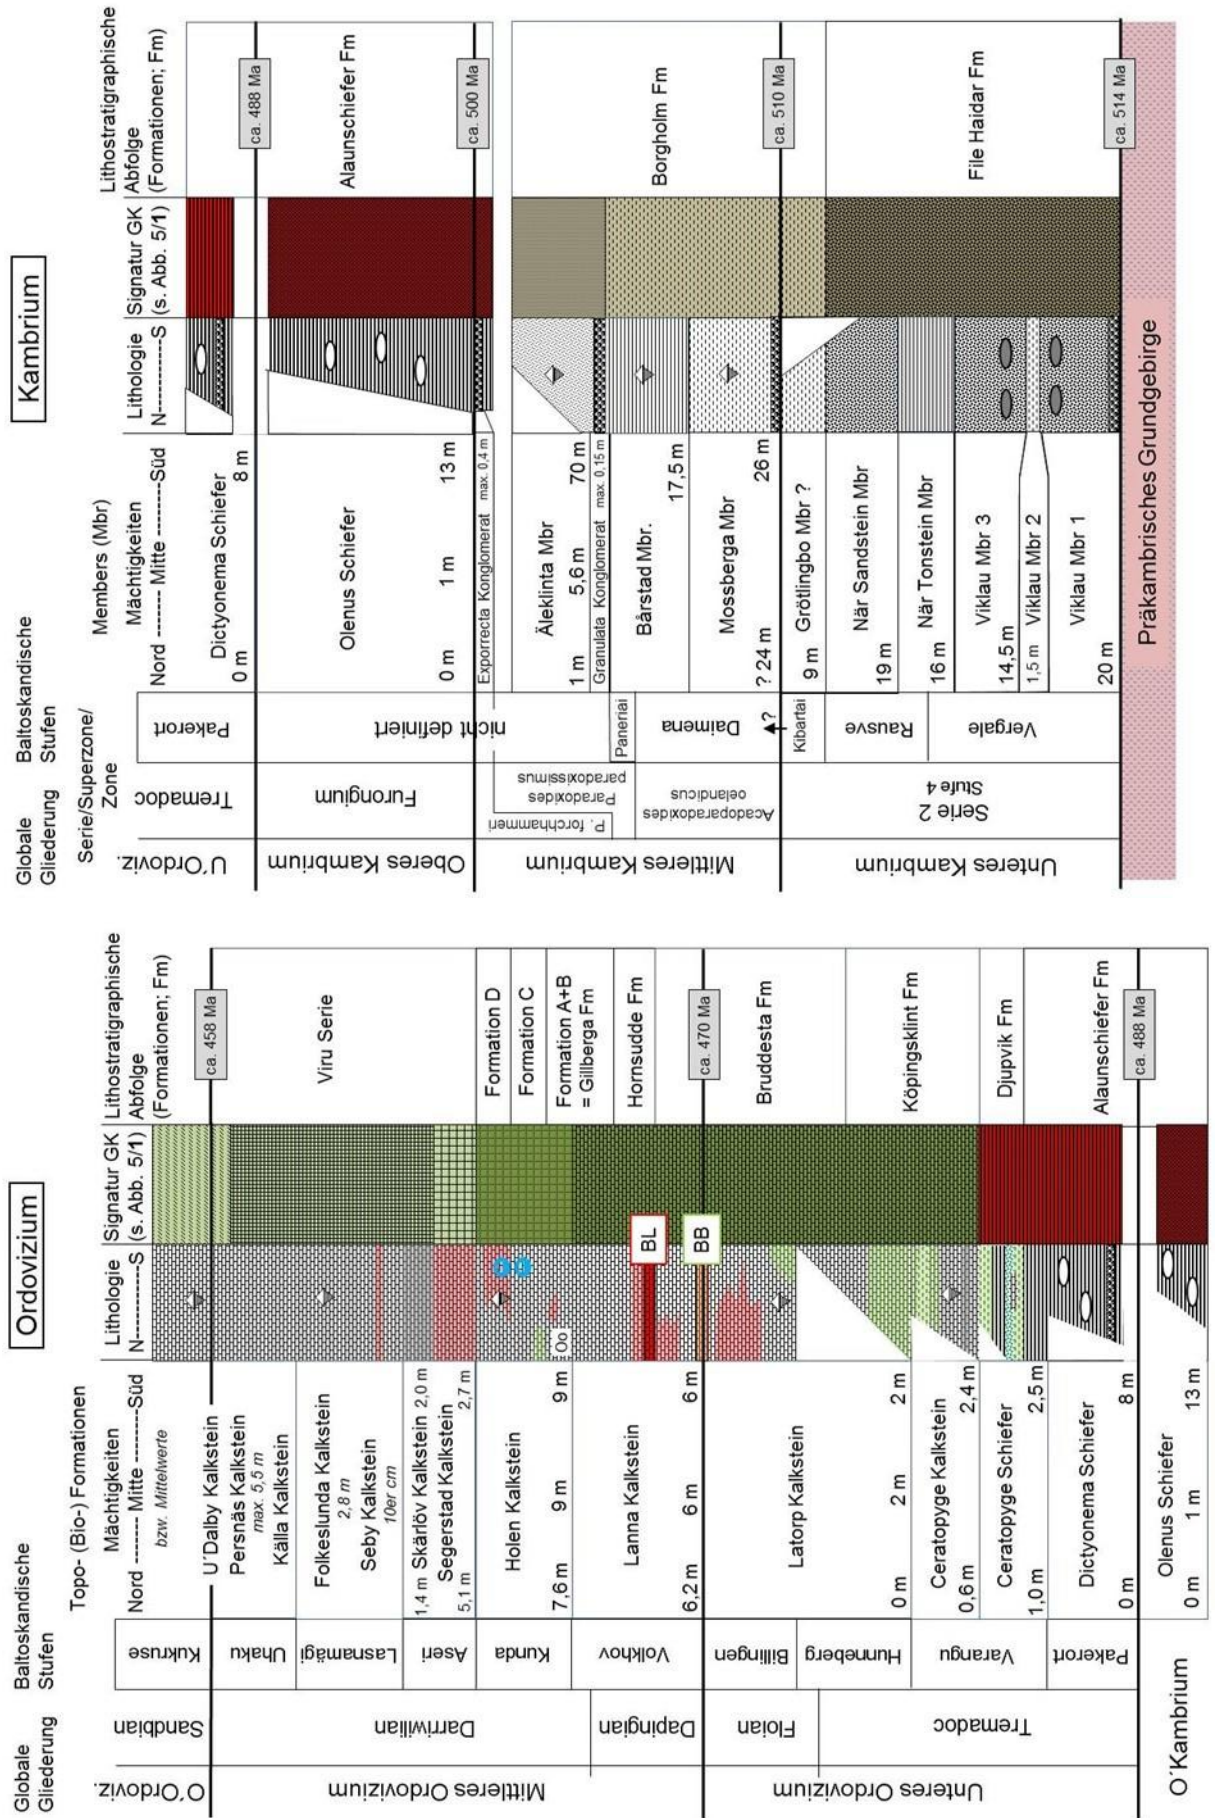 Kambrium
Globale
Gliederung
Serie/Superzone/
Zone
Baltoskandische
Stufen
Members (Mbr)
Mächtigkeiten
Nord --------- Mitte ---------Süd
Lithologie
N-----------S
Signatur GK
(s. Abb. 5/1)
Lithostratigraphische
Abfolge
(Formationen; Fm)
U´Ordoviz.
Tremadoc
Pakerort
Dictyonema Schiefer
0 m
8 m
ca. 488 Ma
Oberes Kambrium
Furongium
nicht definiert
Olenus Schiefer
0 m
1 m
13 m
Alaunschiefer Fm
ca. 500 Ma
Exporrecta Konglomerat max. 0,4 m
Mittleres Kambrium
P. forchhammeri
Paradoxides
paradoxissimus
Äleklinta Mbr
1 m
5,6 m
70 m
Granulata Konglomerat max. 0,15 m
Paneriai
Acadoparadoxides
oelandicus
Daimena
Bårstad Mbr.
17,5 m
Mossberga Mbr
? 24 m
26 m
Borgholm Fm
ca. 510 Ma
?
Unteres Kambrium
Serie 2
Stufe 4
Kibartai
Grötlingbo Mbr ?
9 m
Rausve
När Sandstein Mbr
19 m
När Tonstein Mbr
16 m
Vergale
Viklau Mbr 3
14,5 m
Viklau Mbr 2
1,5 m
Viklau Mbr 1
20 m
File Haidar Fm
ca. 514 Ma
Präkambrisches Grundgebirge
Ordovizium
Globale
Gliederung
Baltoskandische
Stufen
Topo- (Bio-) Formationen
Mächtigkeiten
Nord --------- Mitte ---------Süd
bzw. Mittelwerte
Lithologie
N-----------S
Signatur GK
(s. Abb. 5/1)
Lithostratigraphische
Abfolge
(Formationen; Fm)
O´Ordoviz.
Sandbian
Kukruse
U´Dalby Kalkstein
ca. 458 Ma
Mittleres Ordovizium
Darriwilian
Uhaku
Persnäs Kalkstein
max. 5,5 m
Källa Kalkstein
Lasnamägi
Folkeslunda Kalkstein
2,8 m
Seby Kalkstein
10er cm
Viru Serie
Aseri
1,4 m Skärlöv Kalkstein 2,0 m
Segerstad Kalkstein
5,1 m
2,7 m
Kunda
Holen Kalkstein
7,6 m
9 m
9 m
Oo
Formation D
Formation C
Formation A+B
= Gillberga Fm
Dapingian
Volkhov
Lanna Kalkstein
6,2 m
6 m
6 m
BL
BB
Hornsudde Fm
ca. 470 Ma
Unteres Ordovizium
Floian
Billingen
Hunneberg
Latorp Kalkstein
0 m
2 m
2 m
Bruddesta Fm
Tremadoc
Varangu
Ceratopyge Kalkstein
0,6 m
2,4 m
Köpingsklint Fm
Ceratopyge Schiefer
1,0 m
2,5 m
Djupvik Fm
Pakerort
Dictyonema Schiefer
0 m
8 m
Alaunschiefer Fm
ca. 488 Ma
O´Kambrium
Olenus Schiefer
0 m
1 m
13 m